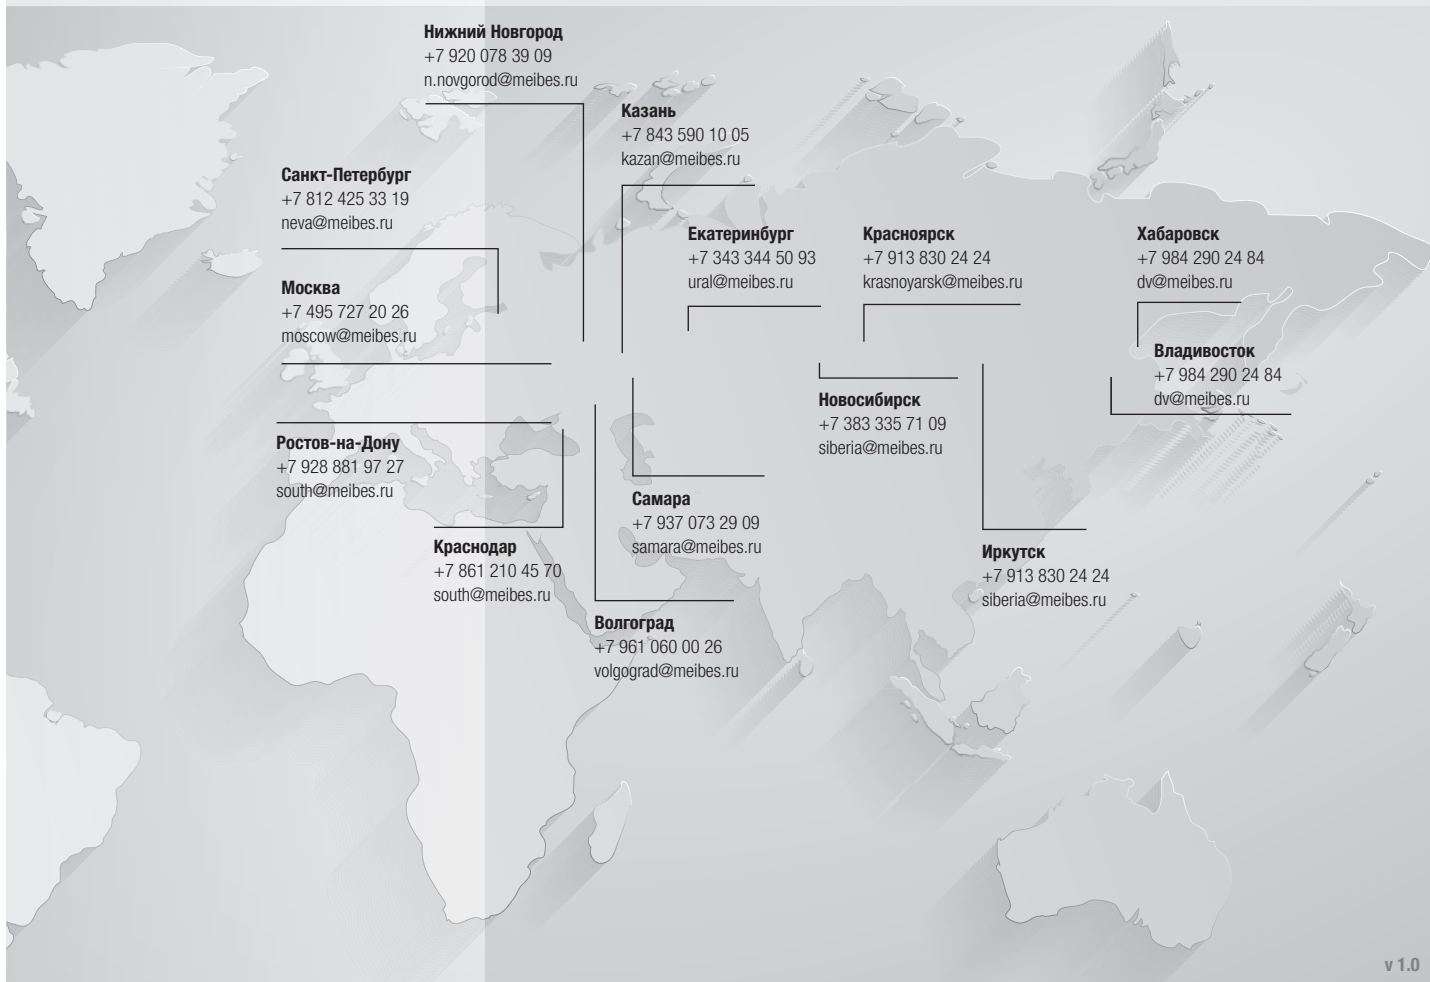 Нижний Новгород
+7 920 078 39 09
n.novgorod@meibes.ru
Казань
+7 843 590 10 05
kazan@meibes.ru
Санкт-Петербург
+7 812 425 33 19
neva@meibes.ru
Екатеринбург
+7 343 344 50 93
ural@meibes.ru
Красноярск
+7 913 830 24 24
krasnoyarsk@meibes.ru
Хабаровск
+7 984 290 24 84
dv@meibes.ru
Москва
+7 495 727 20 26
moscow@meibes.ru
Владивосток
+7 984 290 24 84
dv@meibes.ru
Новосибирск
+7 383 335 71 09
siberia@meibes.ru
Ростов-на-Дону
+7 928 881 97 27
south@meibes.ru
Самара
+7 937 073 29 09
samara@meibes.ru
Краснодар
+7 861 210 45 70
south@meibes.ru
Иркутск
+7 913 830 24 24
siberia@meibes.ru
Волгоград
+7 961 060 00 26
volgograd@meibes.ru
v 1.0